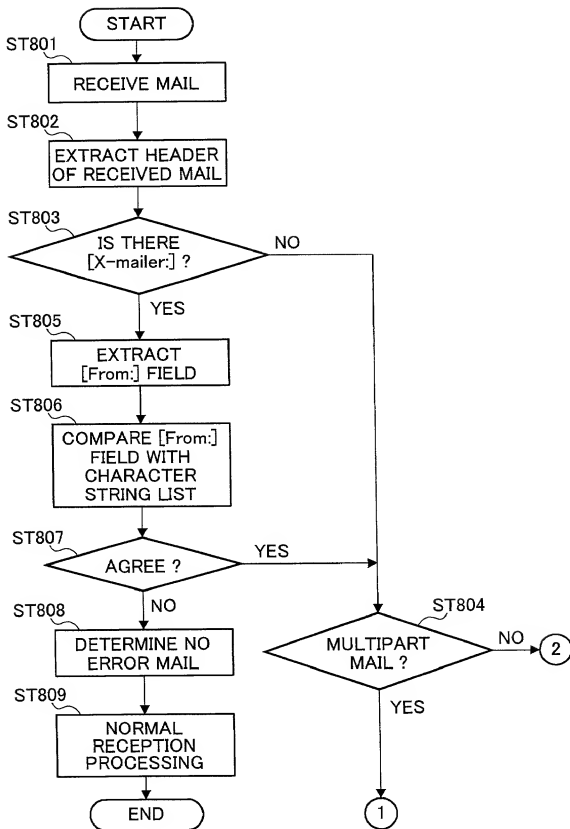 START
ST801
RECEIVE MAIL
ST802
EXTRACT HEADER
OF RECEIVED MAIL
ST803
IS THERE
[X-mailer:] ?
NO
YES
ST805
EXTRACT
[From:] FIELD
ST806
COMPARE [From:]
FIELD WITH
CHARACTER
STRING LIST
ST807
AGREE ?
YES
NO
ST804
MULTIPART
MAIL ?
NO
2
YES
1
ST808
DETERMINE NO
ERROR MAIL
ST809
NORMAL
RECEPTION
PROCESSING
END